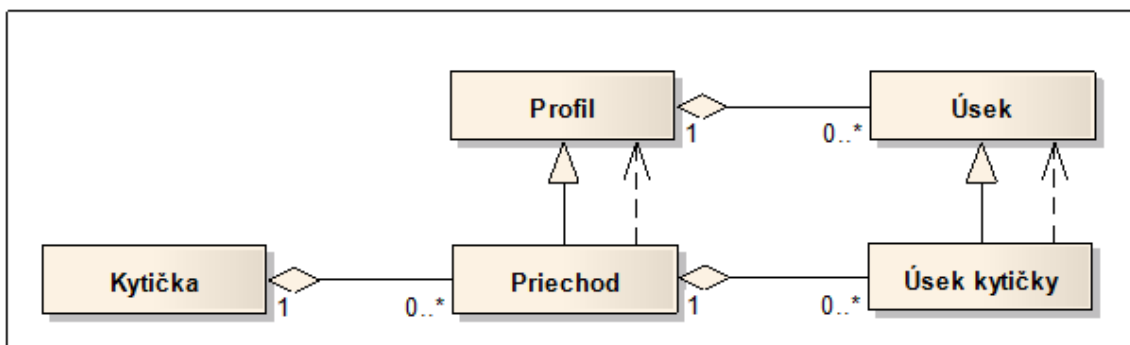 Profil
1
0..*
Úsek
Kytička
1
0..*
Priechod
1
0..*
Úsek kytičky